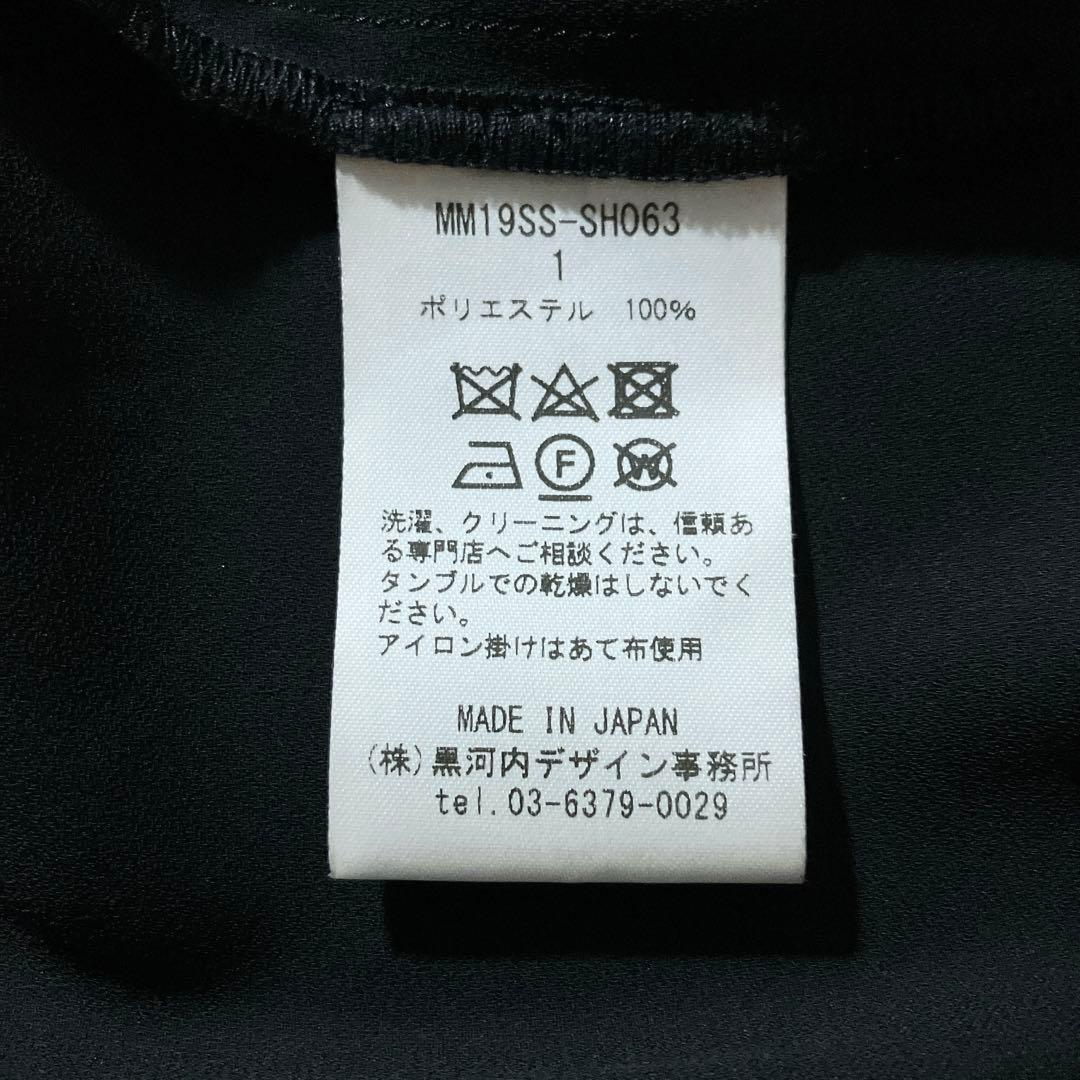 MM19SS-SH063
1
ポリエステル 100%
F
W
洗濯、クリーニングは、信頼あ
る専門店へご相談ください。
タンブルでの乾燥はしないでく
ださい。
アイロン掛けはあて布使用
MADE IN JAPAN
(株)黒河内デザイン事務所
tel.03-6379-0029